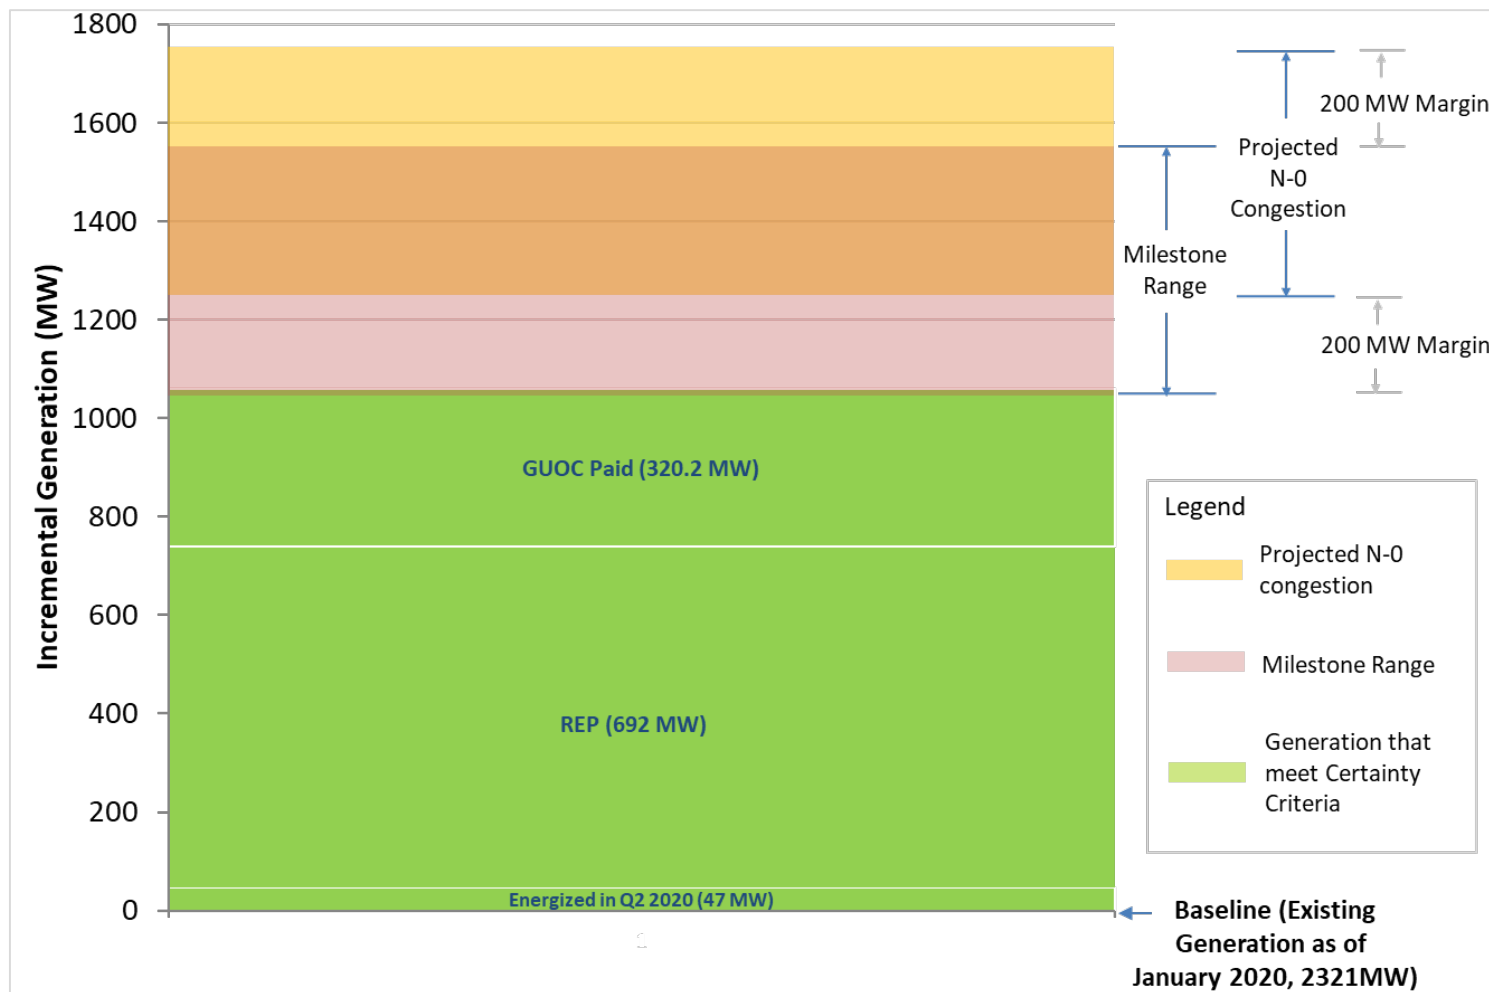 1800
1600
1400
1200
1000
800
600
400
200
0
Incremental Generation (MW)
GUOC Paid (320.2 MW)
REP (692 MW)
Energized in Q2 2020 (47 MW)
200 MW Margin
Projected
N-0
Congestion
Milestone
Range
200 MW Margin
Legend
Projected N-0
congestion
Milestone Range
Generation that
meet Certainty
Criteria
Baseline (Existing
Generation as of
January 2020, 2321MW)